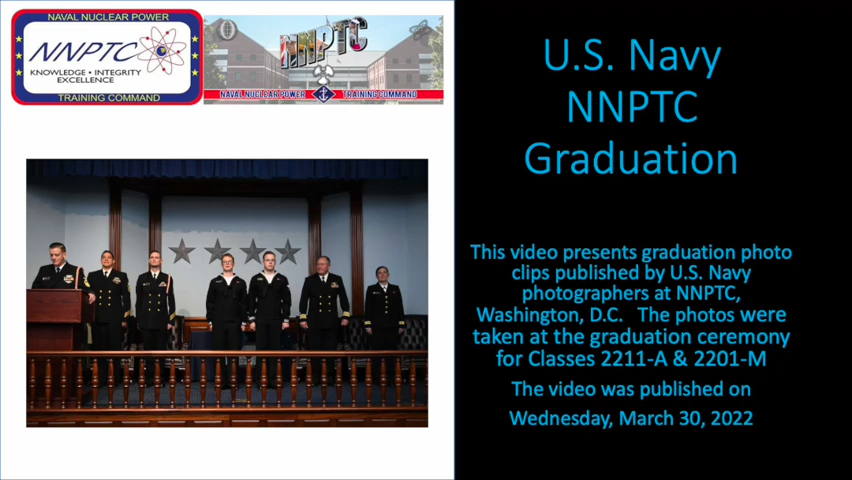 NAVAL NUCLEAR POWER
NNPTC
KNOWLEDGE • INTEGRITY
EXCELLENCE
TRAINING COMMAND
NNPTC
NAVAL NUCLEAR POWER TRAINING COMMAND
U.S. Navy
NNPTC
Graduation
This video presents graduation photo
clips published by U.S. Navy
photographers at NNPTC,
Washington, D.C. The photos were
taken at the graduation ceremony
for Classes 2211-A & 2201-M
The video was published on
Wednesday, March 30, 2022